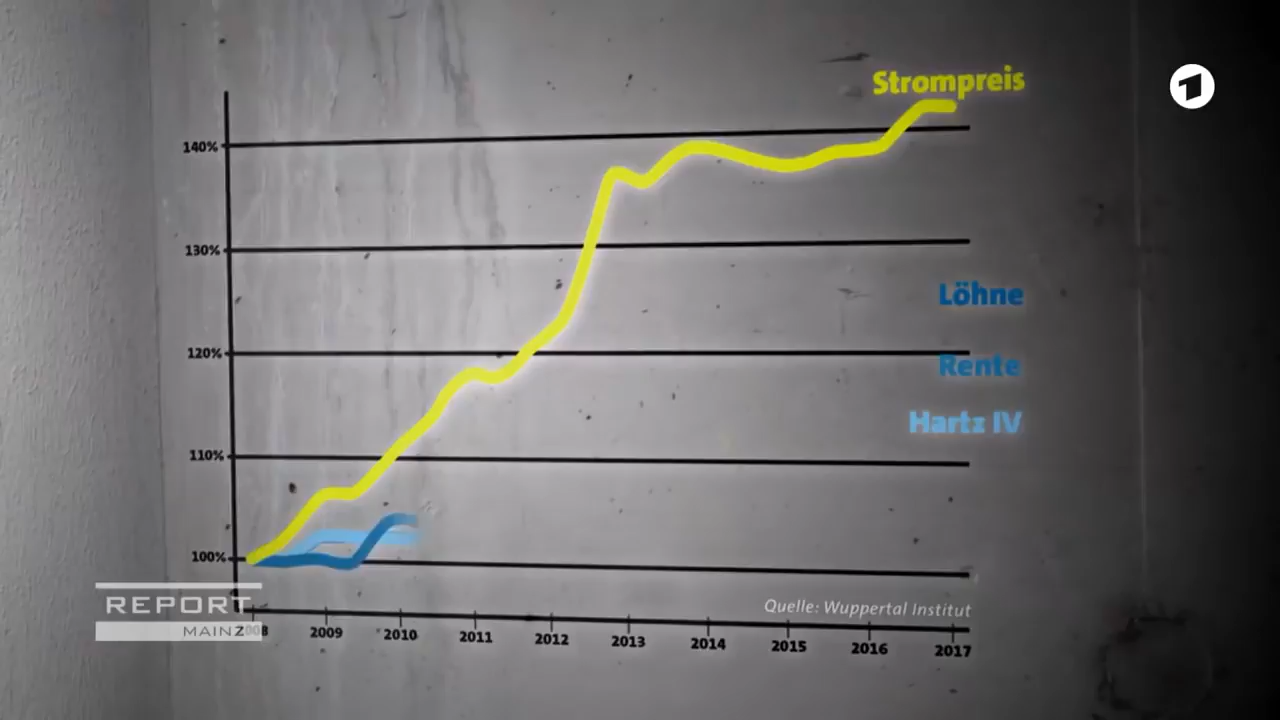 Strompreis
140%
130%
Löhne
120%
Rente
Hartz IV
110%
100%
Quelle: Wuppertal Institut
REPORT
MAINZ
2008 2009 2010 2011 2012 2013 2014 2015 2016 2017